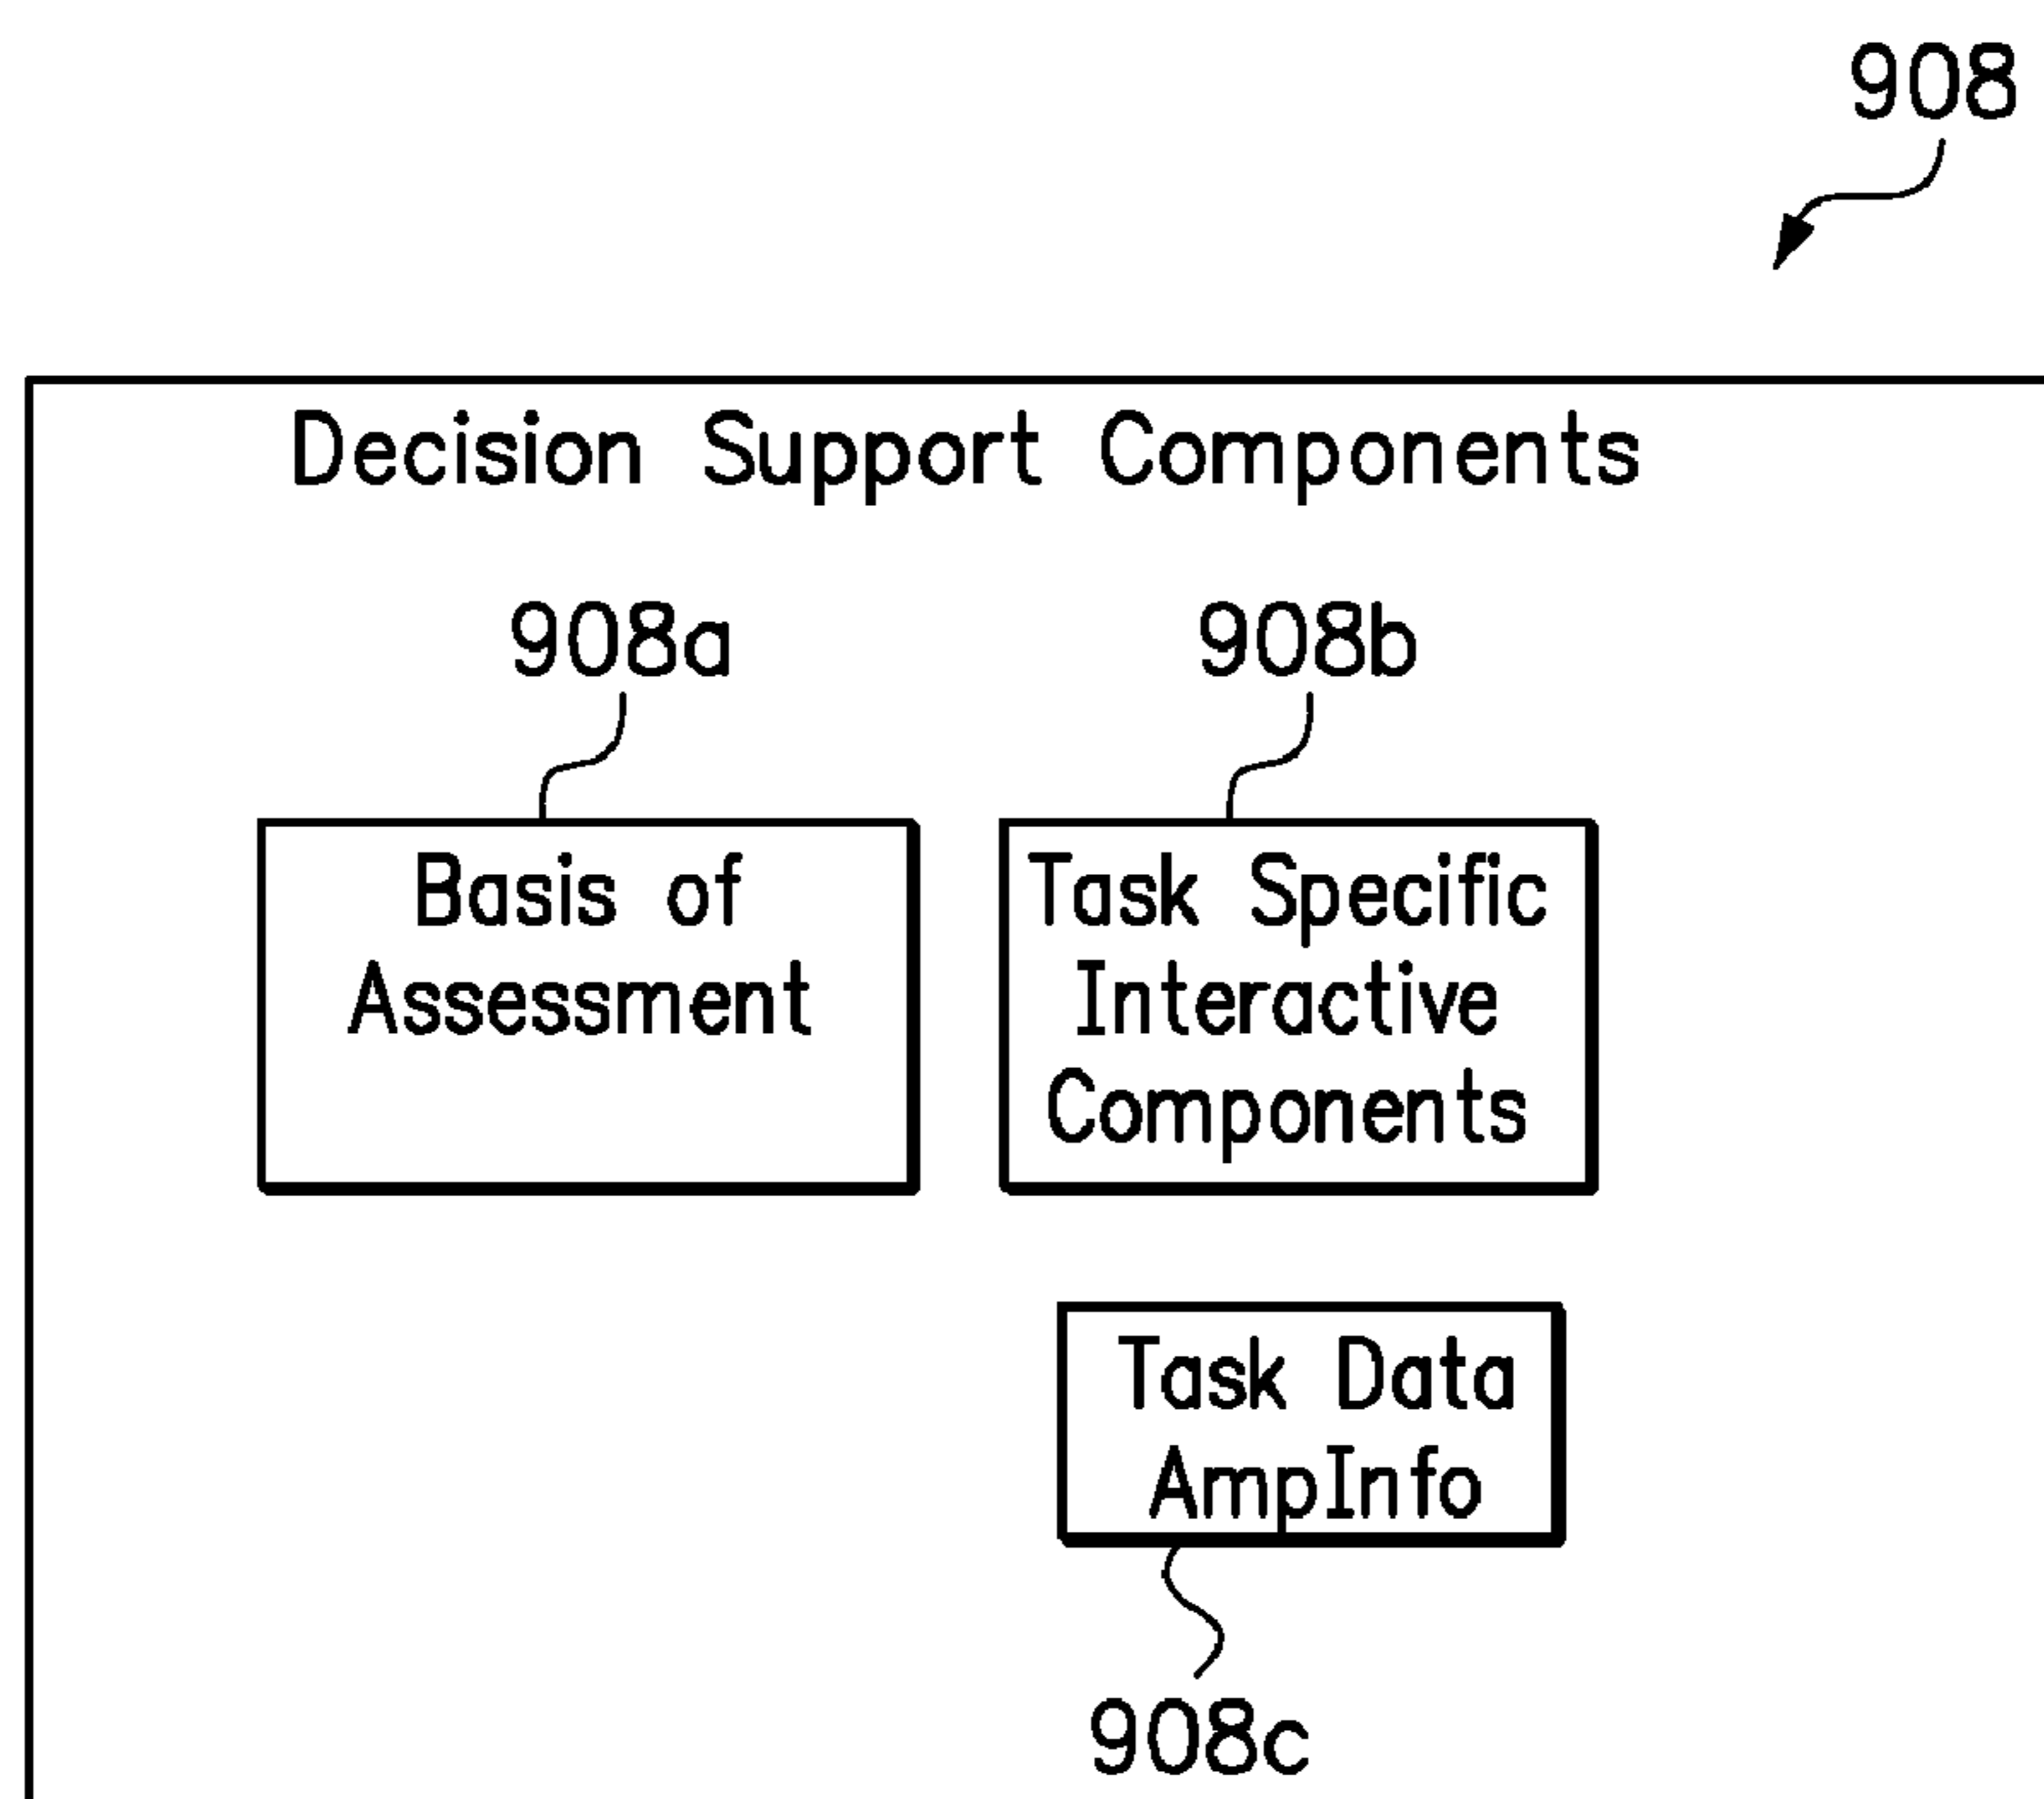 908
Decision Support Components
908a
908b
Basis of
Assessment
Task Specific
Interactive
Components
Task Data
AmpInfo
908c